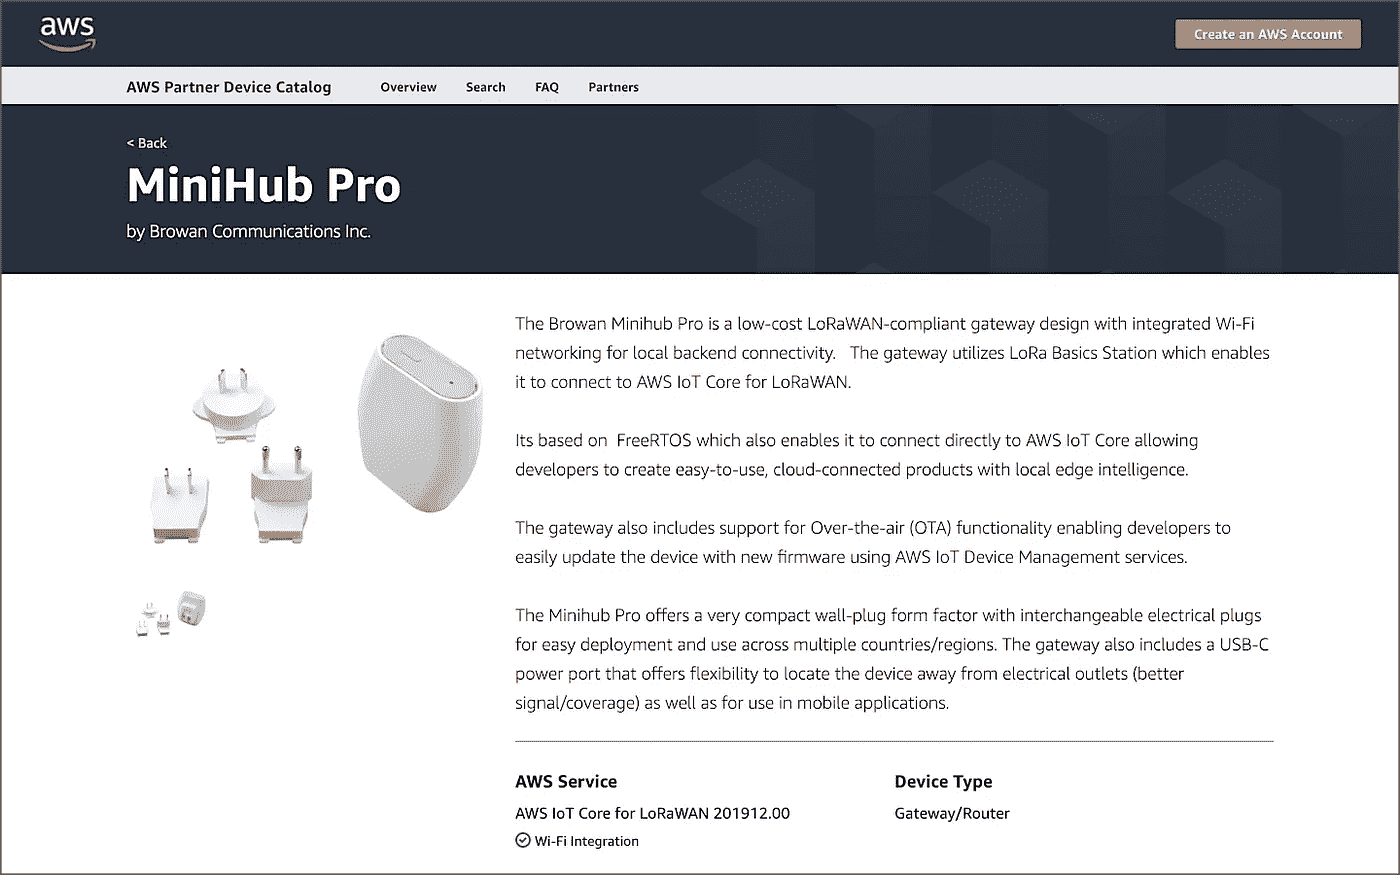 aws
Create an AWS Account
AWS Partner Device Catalog Overview Search FAQ Partners
< Back
MiniHub Pro
by Browan Communications Inc.
The Browan Minihub Pro is a low-cost LoRaWAN-compliant gateway design with integrated Wi-Fi
networking for local backend connectivity. The gateway utilizes LoRa Basics Station which enables
it to connect to AWS IoT Core for LoRaWAN.
Its based on FreeRTOS which also enables it to connect directly to AWS IoT Core allowing
developers to create easy-to-use, cloud-connected products with local edge intelligence.
The gateway also includes support for Over-the-air (OTA) functionality enabling developers to
easily update the device with new firmware using AWS IoT Device Management services.
The Minihub Pro offers a very compact wall-plug form factor with interchangeable electrical plugs
for easy deployment and use across multiple countries/regions. The gateway also includes a USB-C
power port that offers flexibility to locate the device away from electrical outlets (better
signal/coverage) as well as for use in mobile applications.
AWS Service
AWS IoT Core for LoRaWAN 201912.00
Wi-Fi Integration
Device Type
Gateway/Router